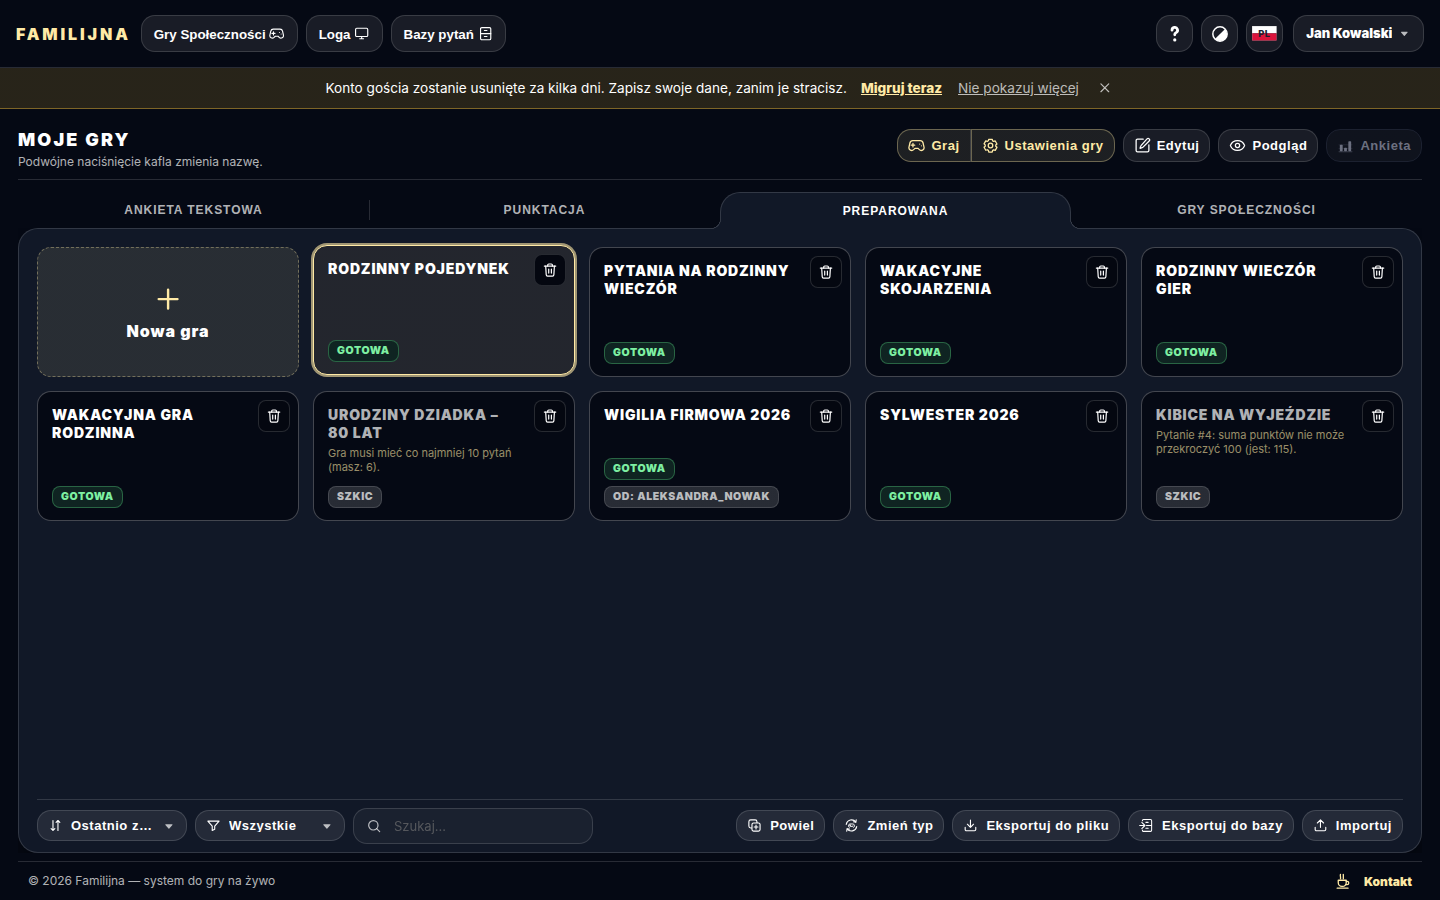 FAMILIJNA
Gry Społeczności
Loga
Bazy pytań
?
PL
Jan Kowalski
Konto gościa zostanie usunięte za kilka dni. Zapisz swoje dane, zanim je stracisz. Migruj teraz Nie pokazuj więcej
MOJE GRY
Podwójne naciśnięcie kafla zmienia nazwę.
Graj
Ustawienia gry
Edytuj
Podgląd
Ankieta
ANKIETA TEKSTOWA
PUNKTACJA
PREPAROWANA
GRY SPOŁECZNOŚCI
Nowa gra
RODZINNY POJEDYNEK
GOTOWA
PYTANIA NA RODZINNY
WIECZÓR
GOTOWA
WAKACYJNE
SKOJARZENIA
GOTOWA
RODZINNY WIECZÓR
GIER
GOTOWA
WAKACYJNA GRA
RODZINNA
GOTOWA
URODZINY DZIADKA –
80 LAT
Gra musi mieć co najmniej 10 pytań
(masz: 6).
SZKIC
WIGILIA FIRMOWA 2026
GOTOWA
OD: ALEKSANDRA_NOWAK
SYLWESTER 2026
GOTOWA
KIBICE NA WYJEŹDZIE
Pytanie #4: suma punktów nie może
przekroczyć 100 (jest: 115).
SZKIC
Ostatnio z...
Wszystkie
Szukaj...
Powiel
Zmień typ
Eksportuj do pliku
Eksportuj do bazy
Importuj
© 2026 Familijna — system do gry na żywo
Kontakt